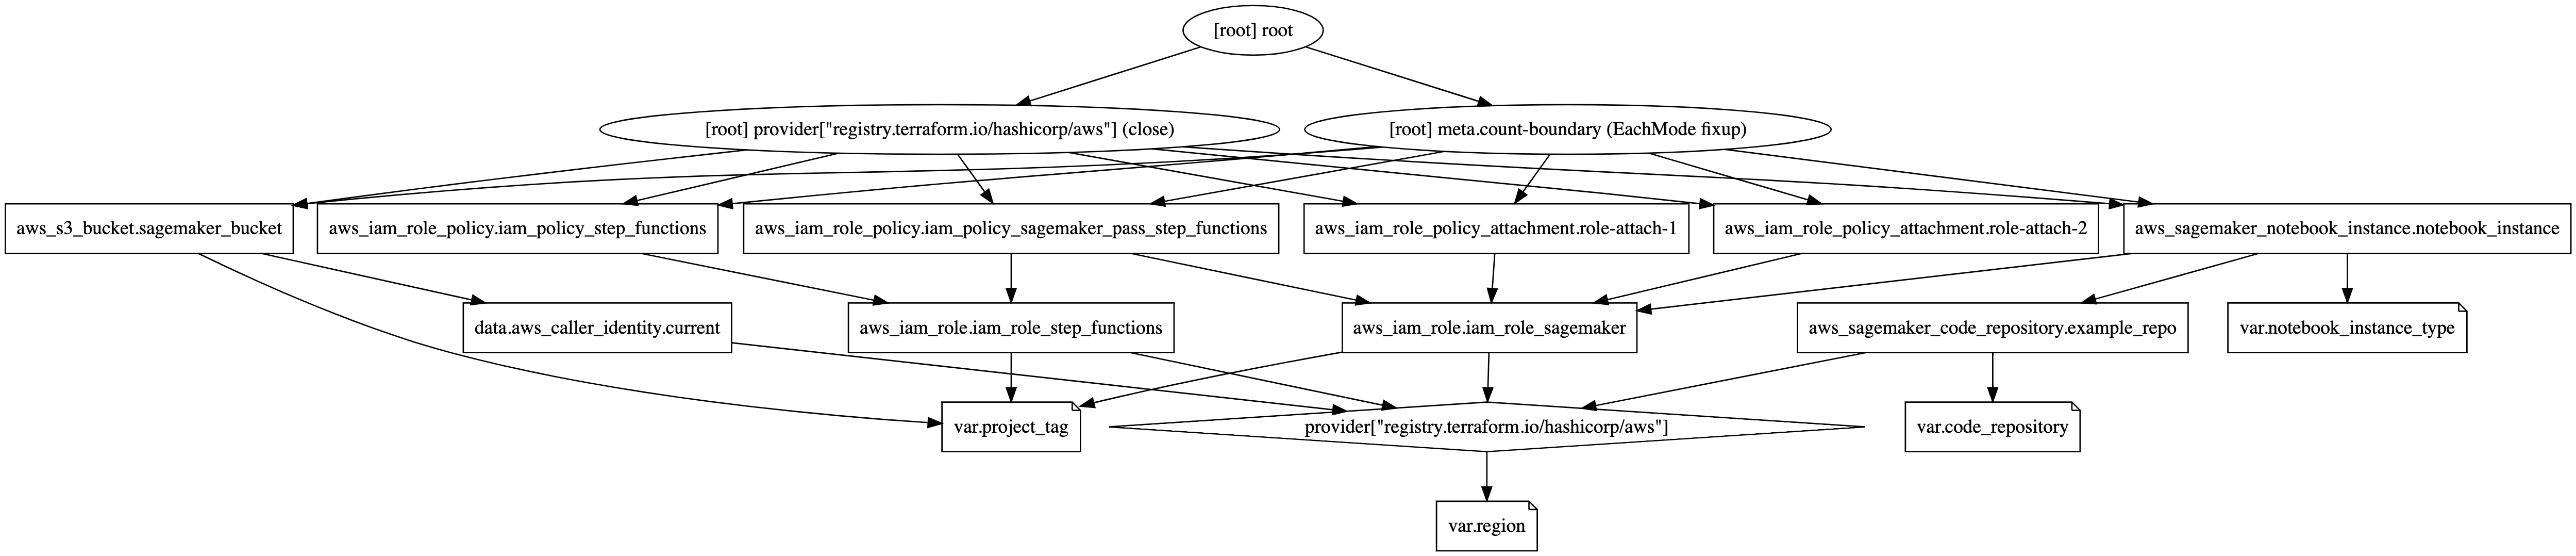 [root] root
[root] provider["registry.terraform.io/hashicorp/aws"] (close)
[root] meta.count-boundary (EachMode fixup)
aws_s3_bucket.sagemaker_bucket
aws_iam_role_policy.iam_policy_step_functions
aws_iam_role_policy.iam_policy_sagemaker_pass_step_functions
aws_iam_role_policy_attachment.role-attach-1
aws_iam_role_policy_attachment.role-attach-2
aws_sagemaker_notebook_instance.notebook_instance
data.aws_caller_identity.current
aws_iam_role.iam_role_step_functions
aws_iam_role.iam_role_sagemaker
aws_sagemaker_code_repository.example_repo
var.notebook_instance_type
var.project_tag
provider["registry.terraform.io/hashicorp/aws"]
var.code_repository
var.region